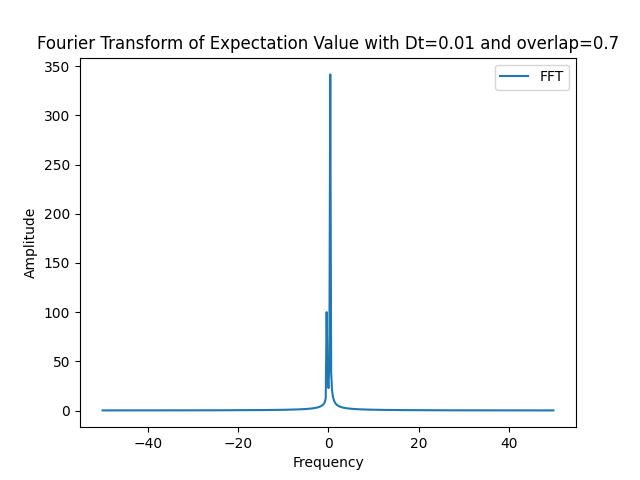 Fourier Transform of Expectation Value with Dt=0.01 and overlap=0.7
FFT
350
300
250
200
150
100
50
0
Amplitude
−40 −20 0 20 40
Frequency